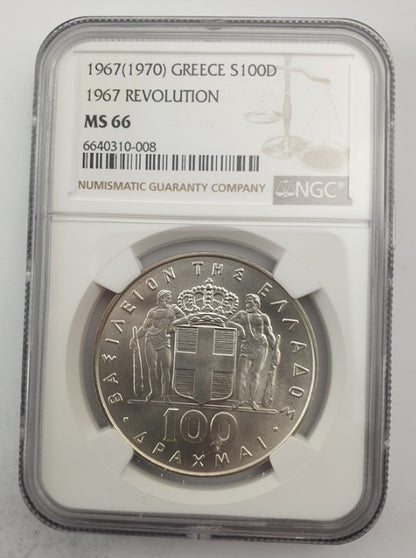 1967(1970) GREECE S100D
1967 REVOLUTION
MS 66
6640310-008
NUMISMATIC GUARANTY COMPANY
NGC
ΒΑΣΙΛΕΙΟΝ ΤΗΣ ΕΛΛΑΔΟΣ
100
ΔΡΑΧΜΑΙ